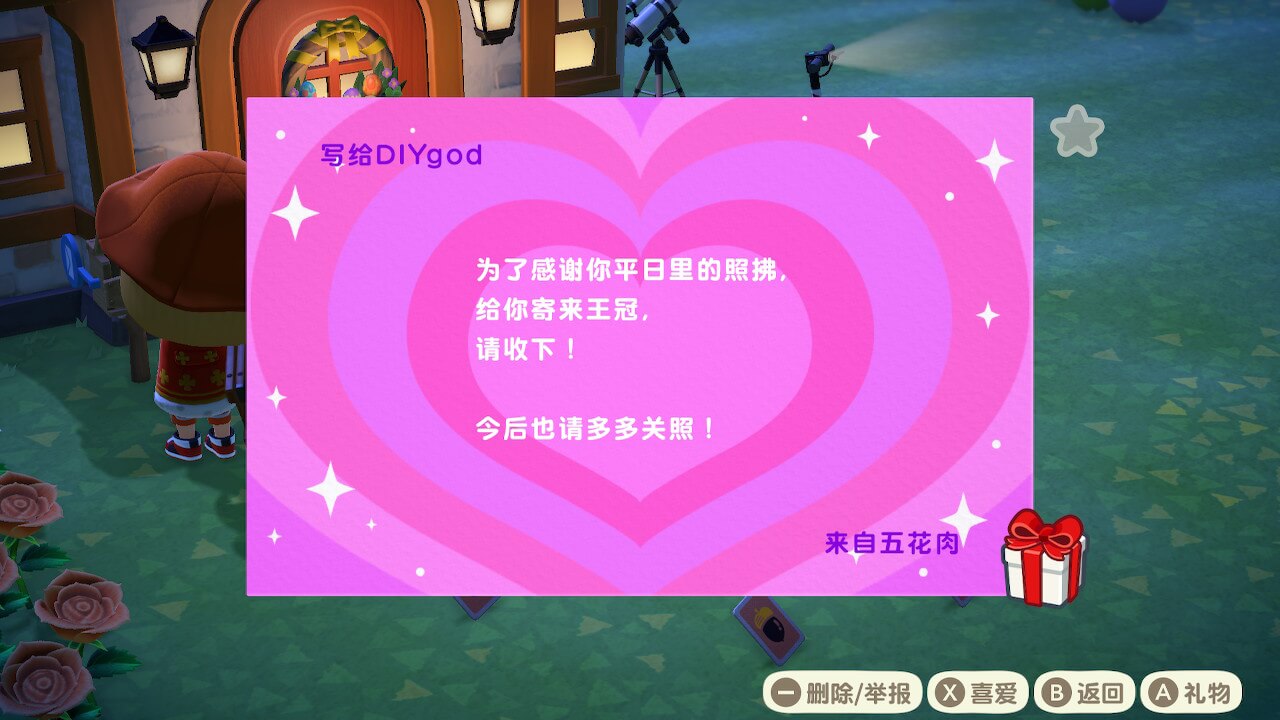 写给DIYgod
为了感谢你平日里的照拂,
给你寄来王冠,
请收下！
今后也请多多关照！
来自五花肉
删除/举报 X 喜爱 B 返回 A 礼物